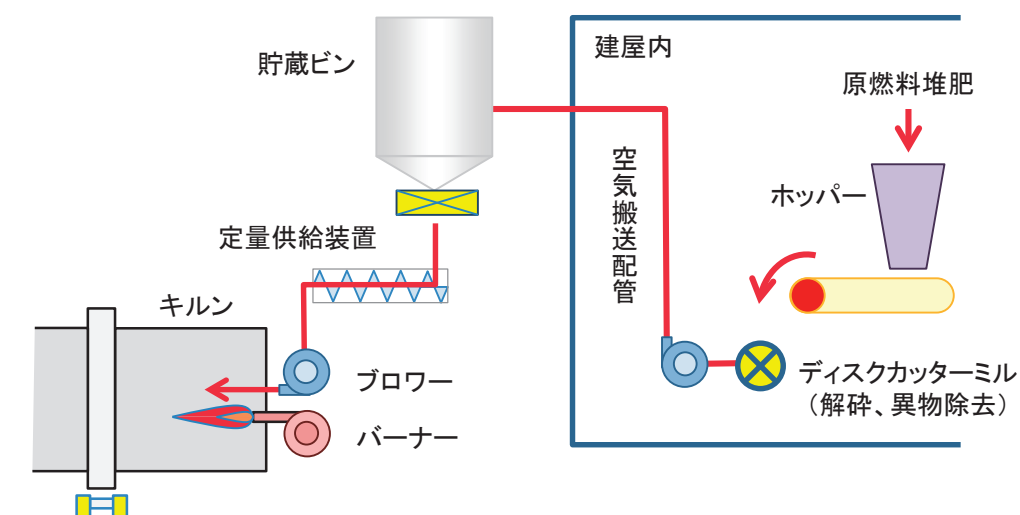 貯蔵ビン
建屋内
原燃料堆肥
空気搬送配管
ホッパー
定量供給装置
キルン
ブロワー
バーナー
ディスクカッターミル
（解砕、異物除去）